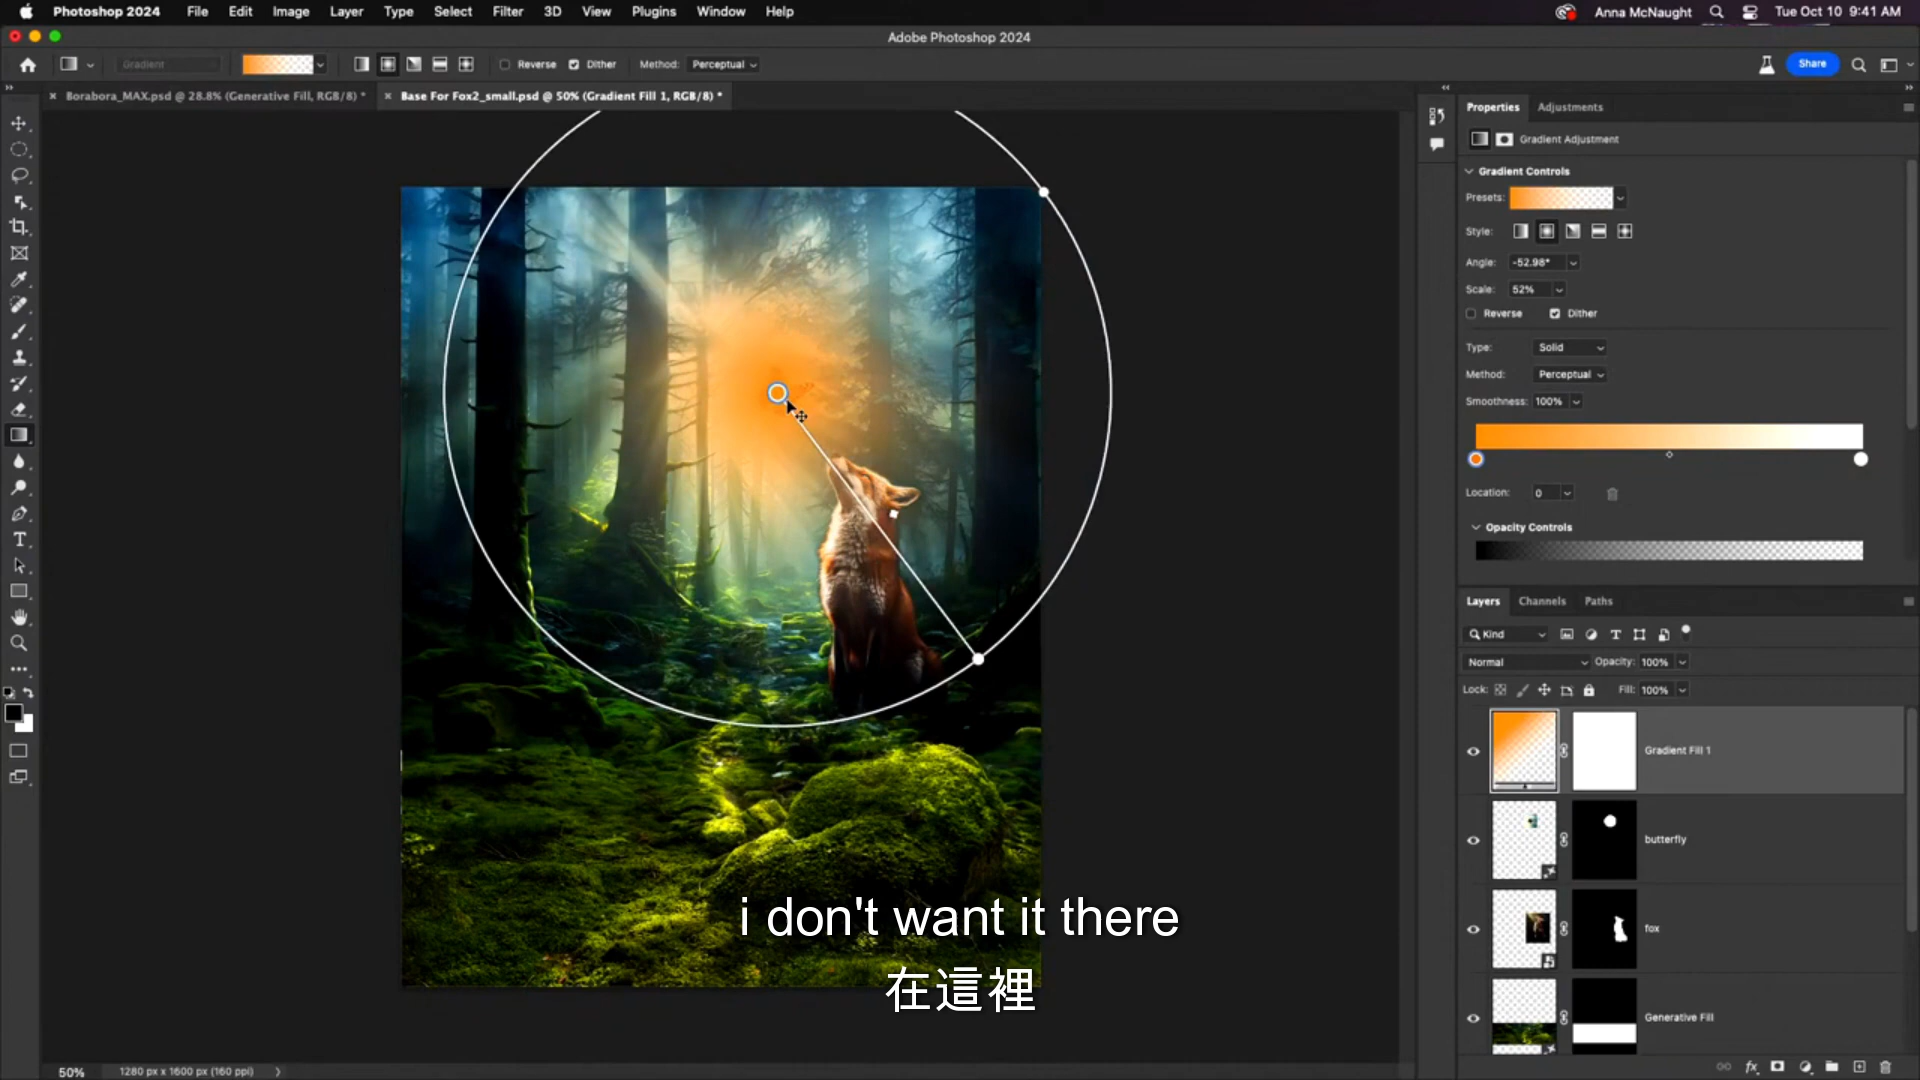 Photoshop 2024 File Edit Image Layer Type Select Filter 3D View Plugins Window Help Anna McNaught Tue Oct 10 9:41 AM
Adobe Photoshop 2024
Gradient Reverse Dither Method: Perceptual Share
Borabora_MAX.psd @ 28.8% (Generative Fill, RGB/8) * Base For Fox2_small.psd @ 50% (Gradient Fill 1, RGB/8) *
Properties Adjustments
Gradient Adjustment
Gradient Controls
Presets:
Style:
Angle: -52.98°
Scale: 52%
Reverse Dither
Type: Solid
Method: Perceptual
Smoothness: 100%
Location: 0
Opacity Controls
Layers Channels Paths
Kind
Normal Opacity: 100%
Lock: Fill: 100%
Gradient Fill 1
butterfly
fox
Generative Fill
i don't want it there
在這裡
50% 1280 px x 1600 px (160 ppi)